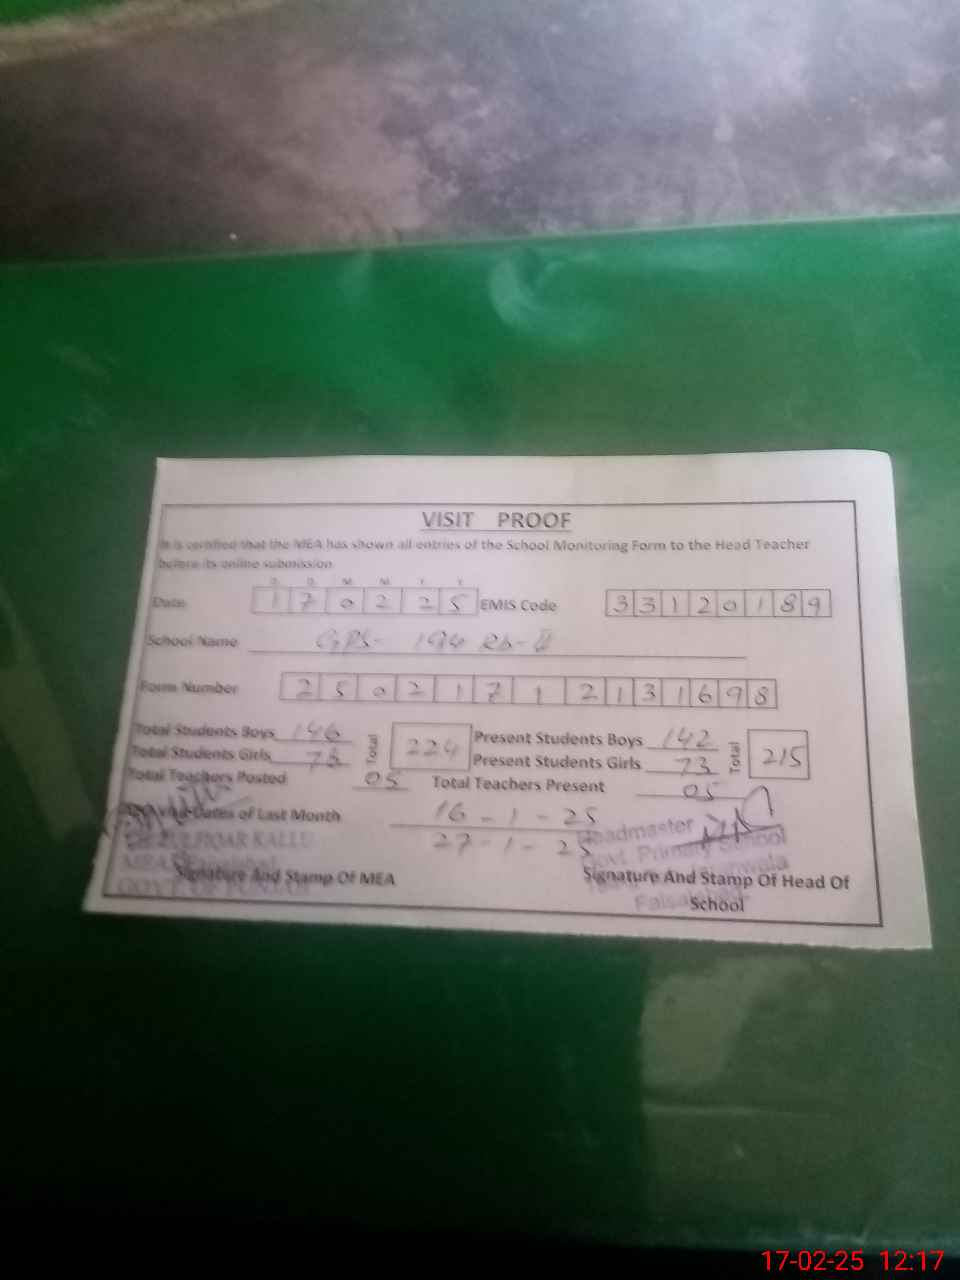 VISIT PROOF
It is certified that the MEA has shown all entries of the School Monitoring Form to the Head Teacher
before its online submission
D D M M Y Y
Date 1 7 0 2 2 5 EMIS Code 3 3 1 2 0 1 8 9
School Name GPS- 194 RB-II
Form Number 2 5 0 2 1 7 1 2 1 3 1 6 9 8
Total Students Boys 146 Total 224 Present Students Boys 142 Total 215
Total Students Girls 78 Present Students Girls 73
Total Teachers Posted 05 Total Teachers Present 05
Dates of Last Month 16-1-25
27-1-25
ZULFIQAR KALLU
MEA
Headmaster
Govt. Primary School
Signature And Stamp Of MEA
Signature And Stamp Of Head Of
School
17-02-25 12:17